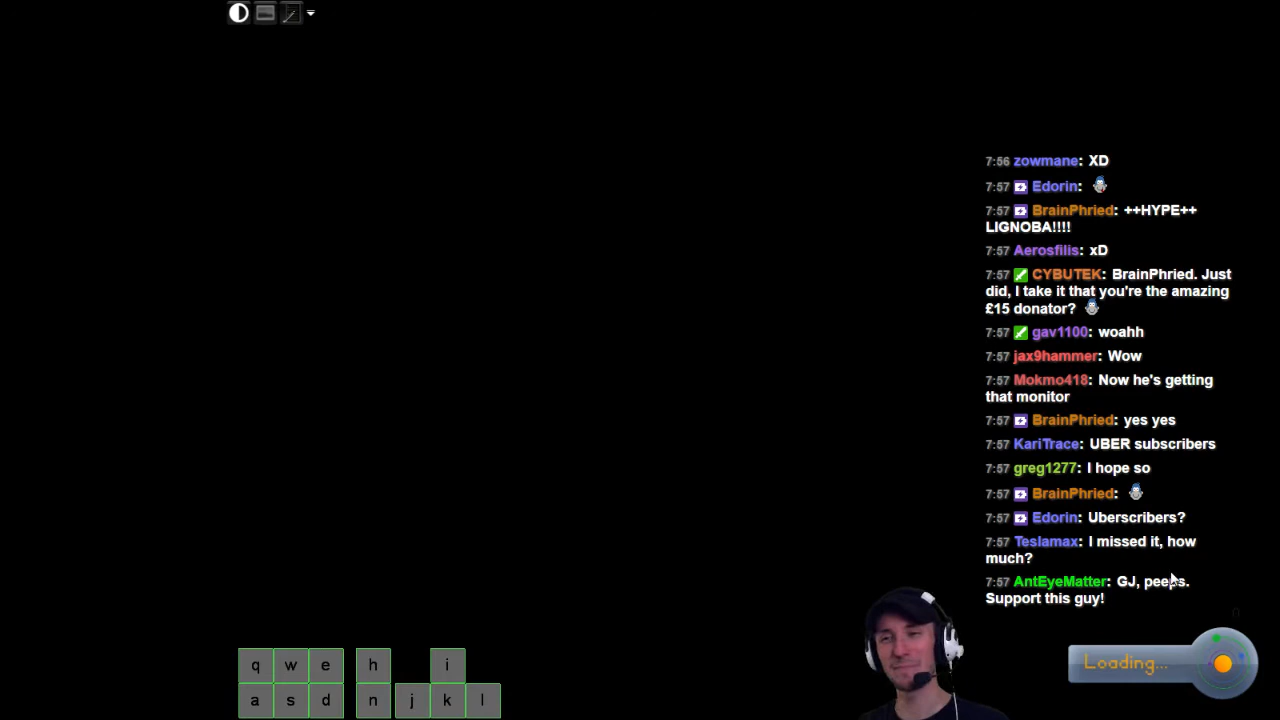 7:56 zowmane: XD
7:57 Edorin:
7:57 BrainPhried: ++HYPE++
LIGNOBA!!!!
7:57 Aerosfilis: xD
7:57 CYBUTEK: BrainPhried. Just
did, I take it that you're the amazing
£15 donator?
7:57 gav1100: woahh
7:57 jax9hammer: Wow
7:57 Mokmo418: Now he's getting
that monitor
7:57 BrainPhried: yes yes
7:57 KariTrace: UBER subscribers
7:57 greg1277: I hope so
7:57 BrainPhried:
7:57 Edorin: Uberscribers?
7:57 Teslamax: I missed it, how
much?
7:57 AntEyeMatter: GJ, peeps.
Support this guy!
Loading...
q w e h i
a s d n j k l